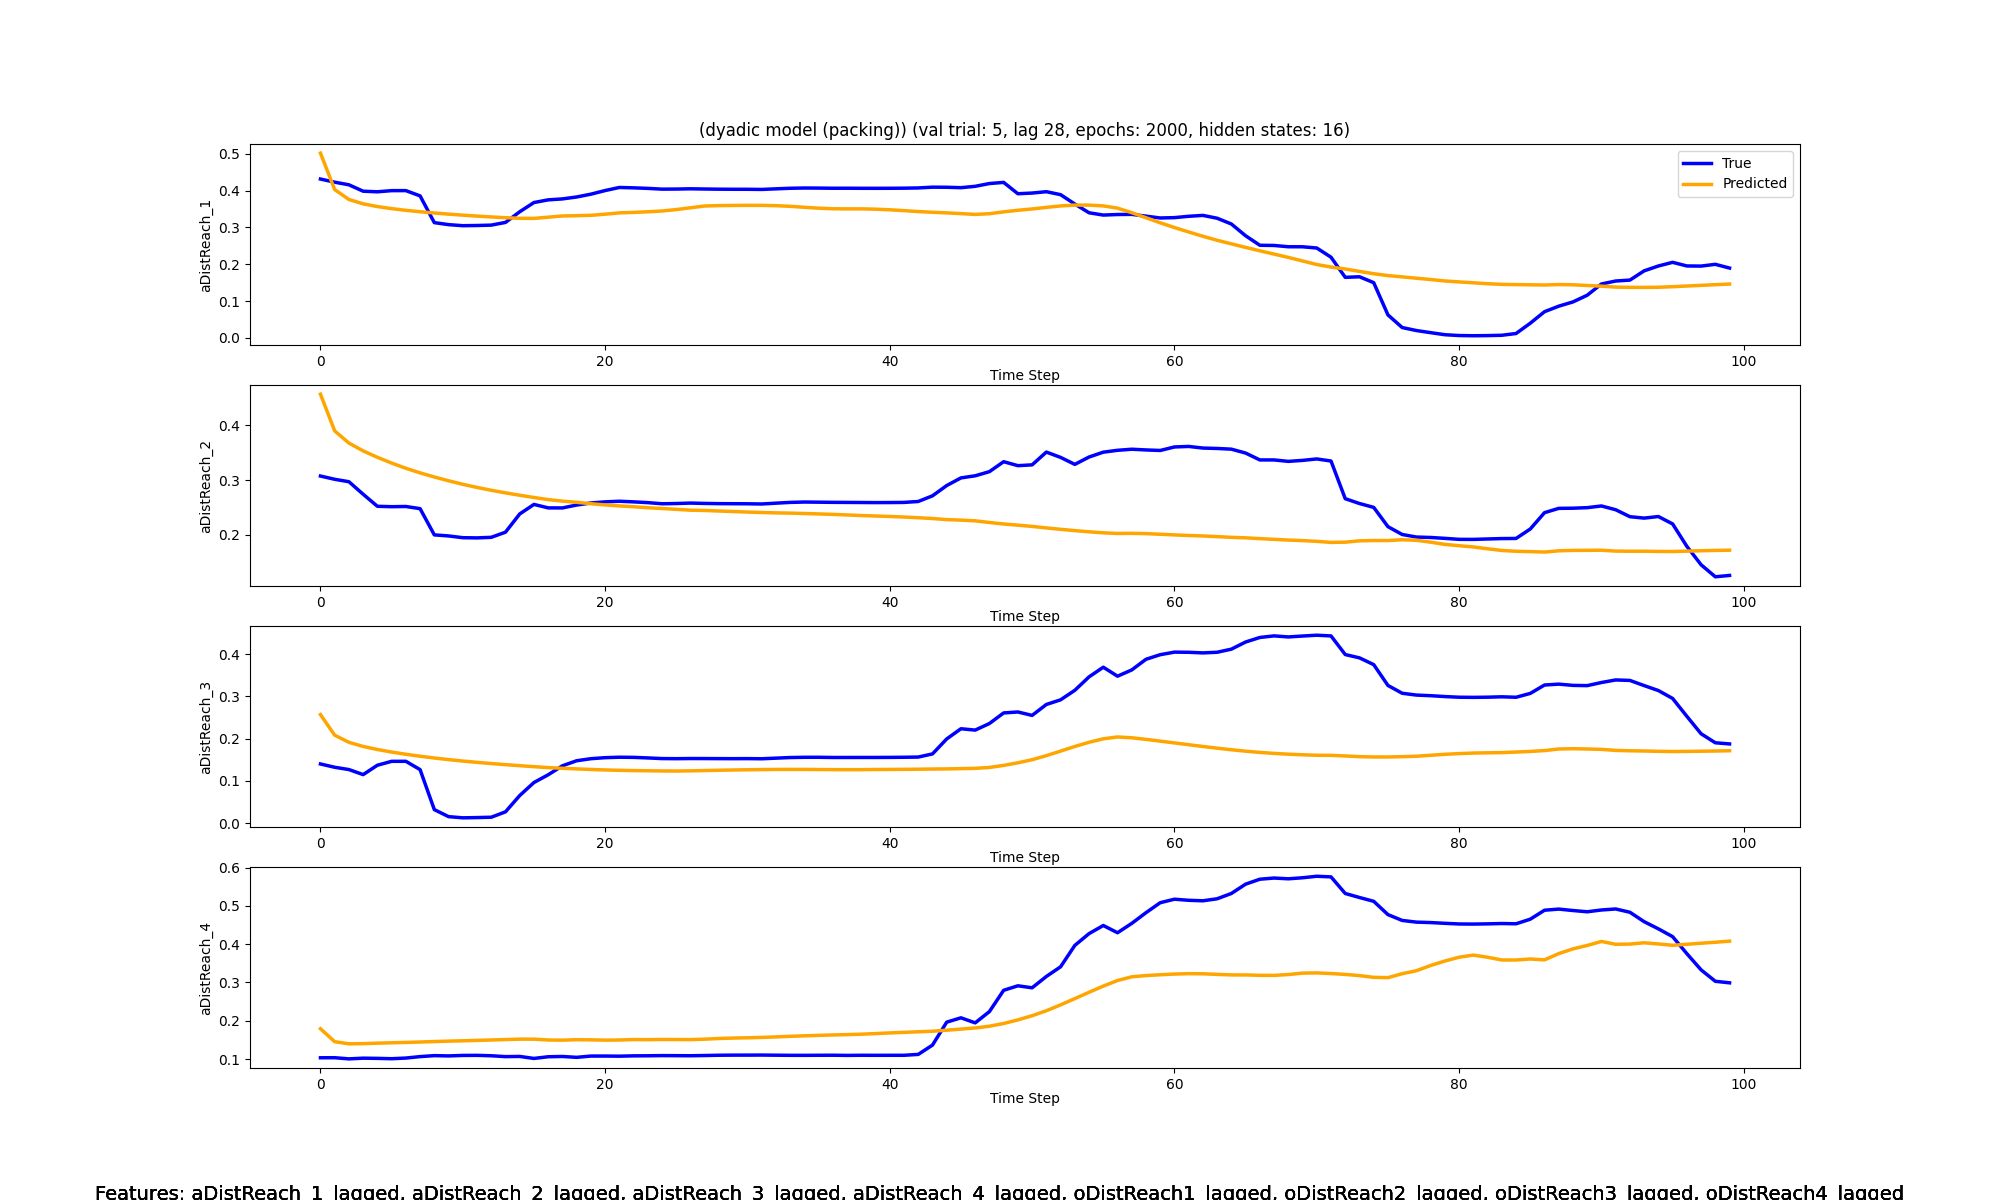 (dyadic model (packing)) (val trial: 5, lag 28, epochs: 2000, hidden states: 16)
True
Predicted
aDistReach_1
0.5
0.4
0.3
0.2
0.1
0.0
0 20 40 60 80 100
Time Step
aDistReach_2
0.4
0.3
0.2
0 20 40 60 80 100
Time Step
aDistReach_3
0.4
0.3
0.2
0.1
0.0
0 20 40 60 80 100
Time Step
aDistReach_4
0.6
0.5
0.4
0.3
0.2
0.1
0 20 40 60 80 100
Time Step
Features: aDistReach_1_lagged, aDistReach_2_lagged, aDistReach_3_lagged, aDistReach_4_lagged, oDistReach1_lagged, oDistReach2_lagged, oDistReach3_lagged, oDistReach4_lagged